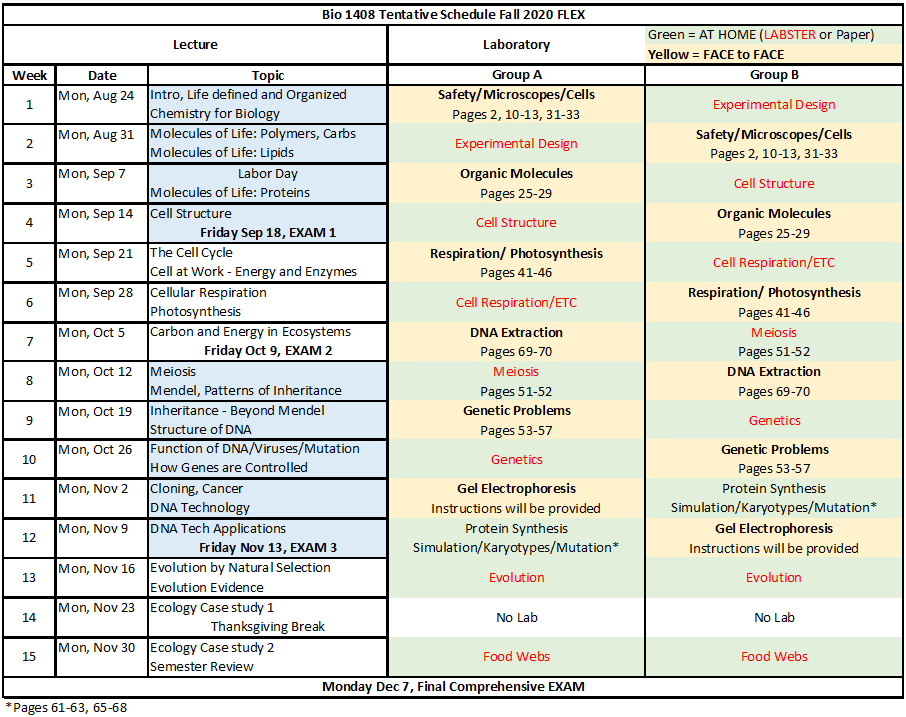 Bio 1408 Tentative Schedule Fall 2020 FLEX
Lecture
Laboratory
Green = AT HOME (LABSTER or Paper)
Yellow = FACE to FACE
Week Date Topic Group A Group B
1 Mon, Aug 24 Intro, Life defined and Organized Safety/Microscopes/Cells Experimental Design
Chemistry for Biology Pages 2, 10-13, 31-33
2 Mon, Aug 31 Molecules of Life: Polymers, Carbs Experimental Design Safety/Microscopes/Cells
Molecules of Life: Lipids Pages 2, 10-13, 31-33
3 Mon, Sep 7 Labor Day Organic Molecules Cell Structure
Molecules of Life: Proteins Pages 25-29
4 Mon, Sep 14 Cell Structure Cell Structure Organic Molecules
Friday Sep 18, EXAM 1 Pages 25-29
5 Mon, Sep 21 The Cell Cycle Respiration/ Photosynthesis Cell Respiration/ETC
Cell at Work - Energy and Enzymes Pages 41-46
6 Mon, Sep 28 Cellular Respiration Cell Respiration/ETC Respiration/ Photosynthesis
Photosynthesis Pages 41-46
7 Mon, Oct 5 Carbon and Energy in Ecosystems DNA Extraction Meiosis
Friday Oct 9, EXAM 2 Pages 69-70 Pages 51-52
8 Mon, Oct 12 Meiosis Meiosis DNA Extraction
Mendel, Patterns of Inheritance Pages 51-52 Pages 69-70
9 Mon, Oct 19 Inheritance - Beyond Mendel Genetic Problems Genetics
Structure of DNA Pages 53-57
10 Mon, Oct 26 Function of DNA/Viruses/Mutation Genetics Genetic Problems
How Genes are Controlled Pages 53-57
11 Mon, Nov 2 Cloning, Cancer Gel Electrophoresis Protein Synthesis
DNA Technology Instructions will be provided Simulation/Karyotypes/Mutation*
12 Mon, Nov 9 DNA Tech Applications Protein Synthesis Gel Electrophoresis
Friday Nov 13, EXAM 3 Simulation/Karyotypes/Mutation* Instructions will be provided
13 Mon, Nov 16 Evolution by Natural Selection Evolution Evolution
Evolution Evidence
14 Mon, Nov 23 Ecology Case study 1 No Lab No Lab
Thanksgiving Break
15 Mon, Nov 30 Ecology Case study 2 Food Webs Food Webs
Semester Review
Monday Dec 7, Final Comprehensive EXAM
*Pages 61-63, 65-68